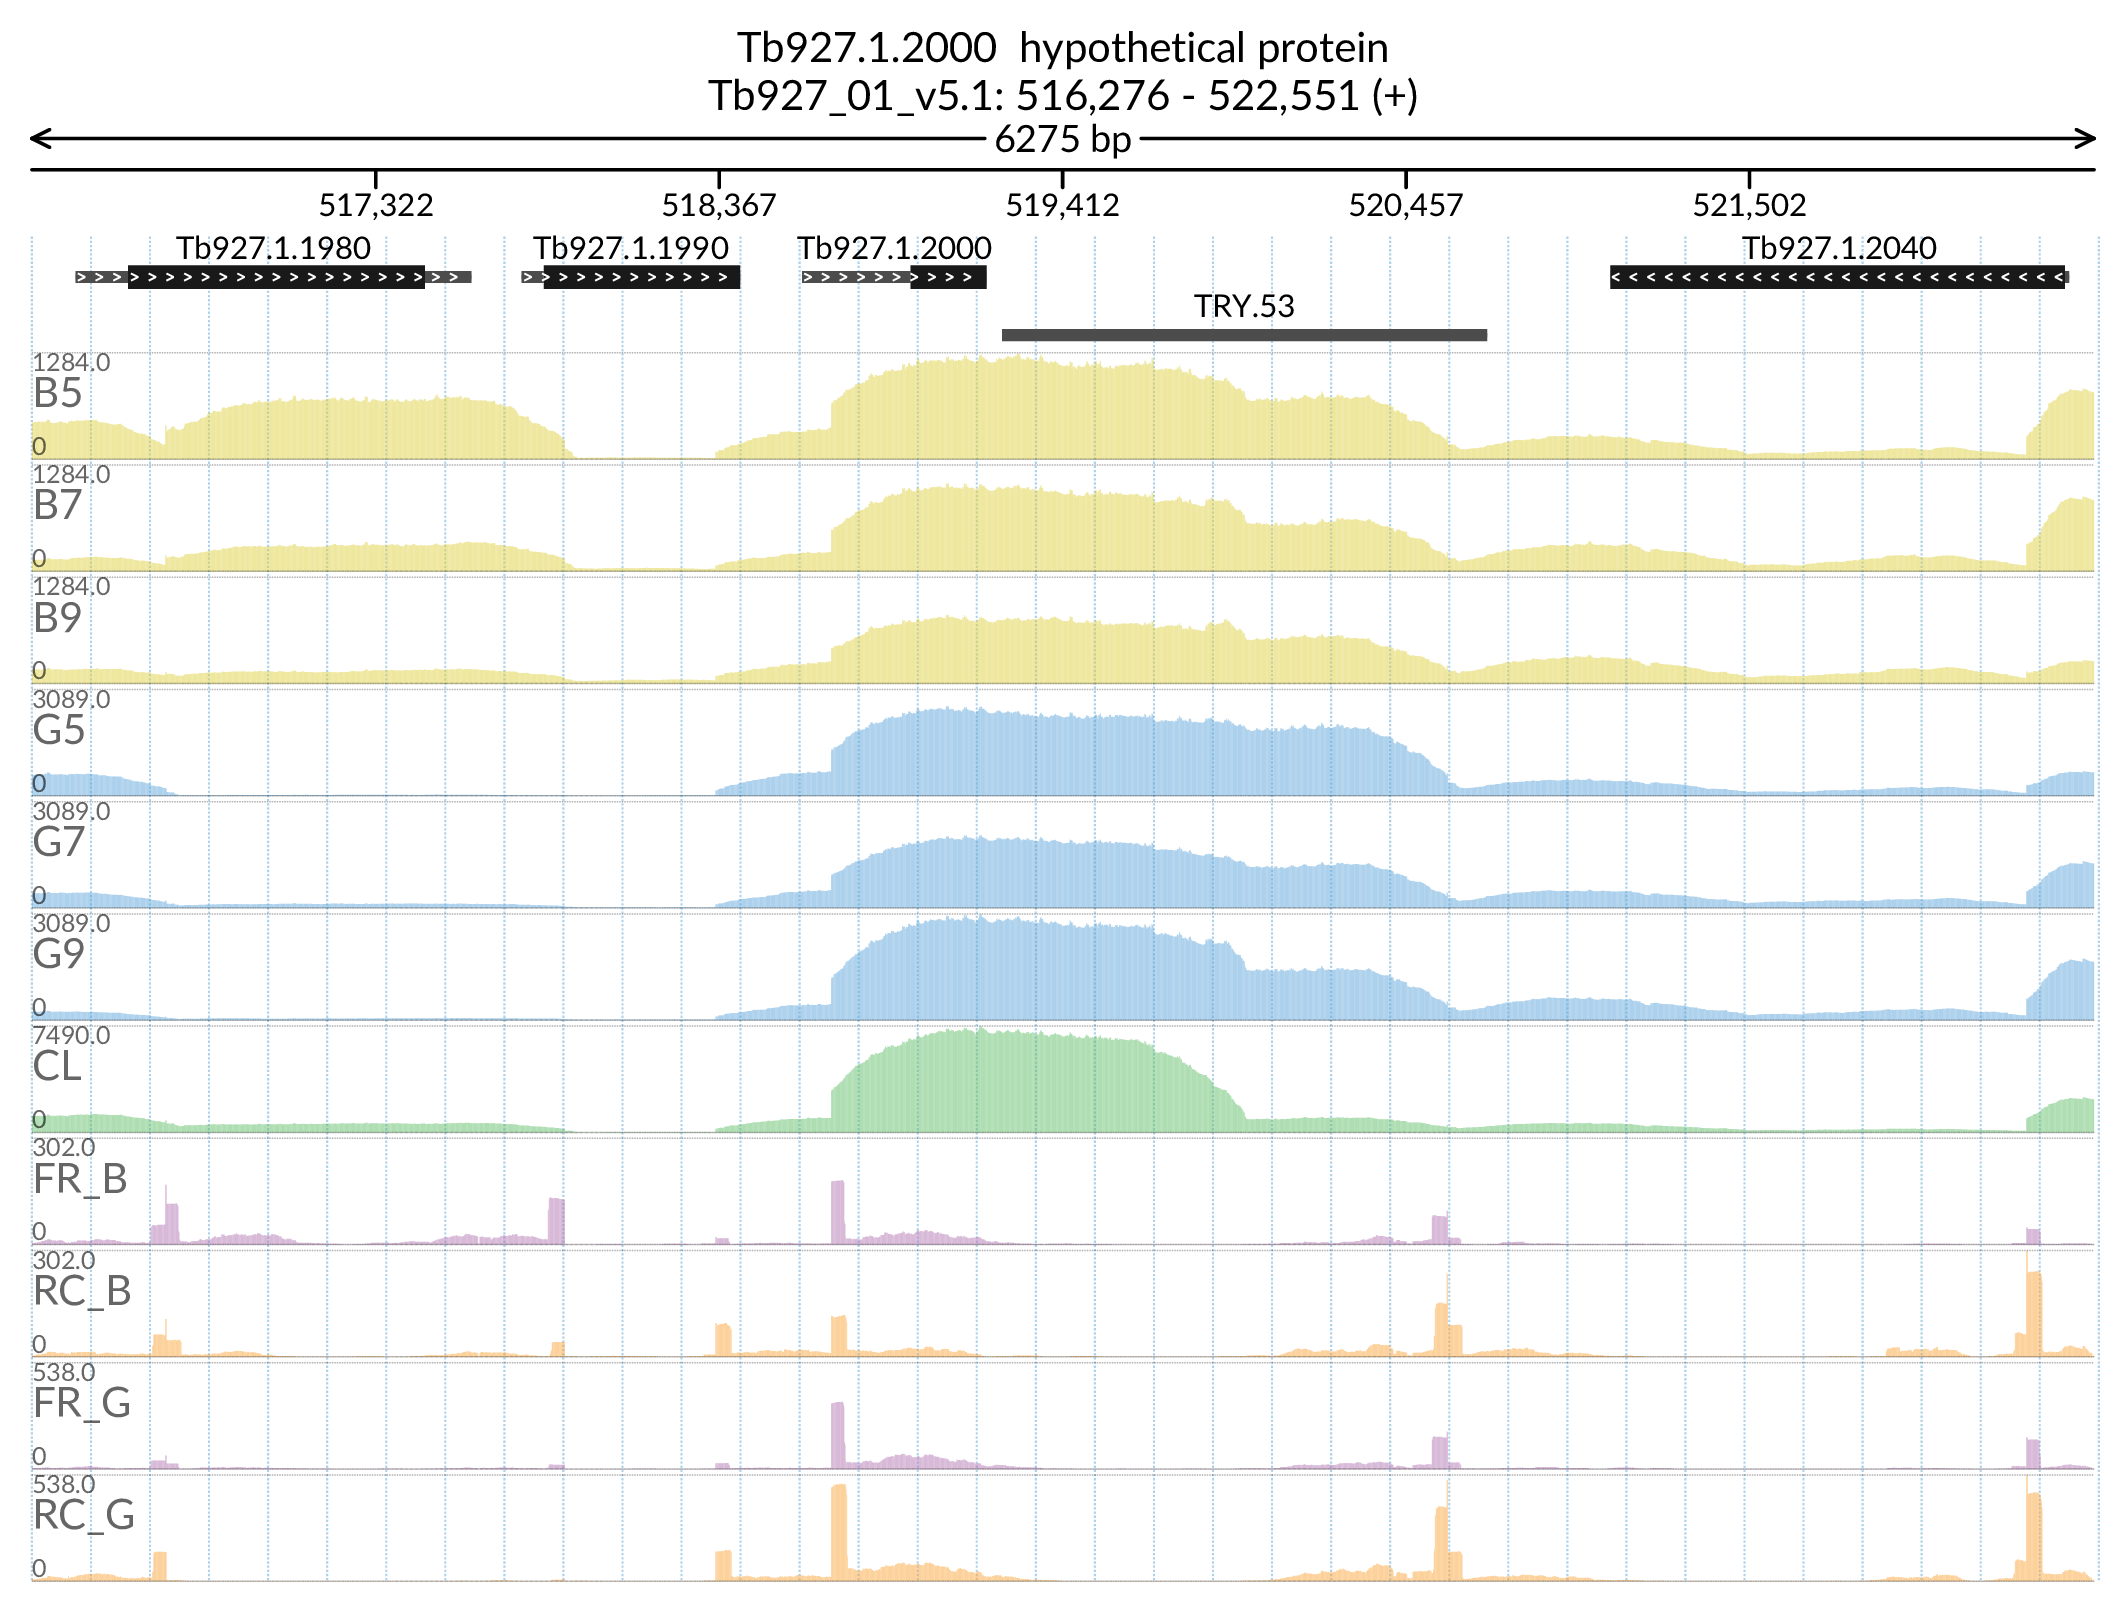 Tb927.1.2000 hypothetical protein
Tb927_01_v5.1: 516,276 - 522,551 (+)
6275 bp
517,322 518,367 519,412 520,457 521,502
Tb927.1.1980 Tb927.1.1990 Tb927.1.2000 Tb927.1.2040
TRY.53
1284.0
B5
0
1284.0
B7
0
1284.0
B9
0
3089.0
G5
0
3089.0
G7
0
3089.0
G9
0
7490.0
CL
0
302.0
FR_B
0
302.0
RC_B
0
538.0
FR_G
0
538.0
RC_G
0